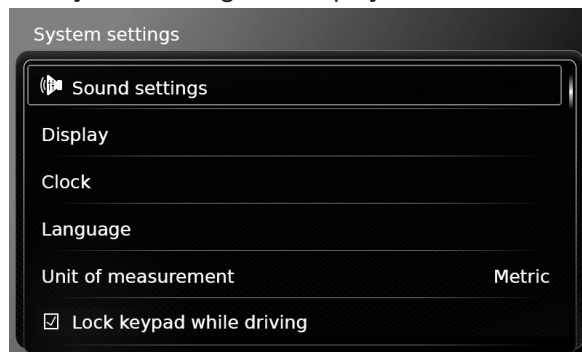 System settings
Sound settings
Display
Clock
Language
Unit of measurement Metric
Lock keypad while driving